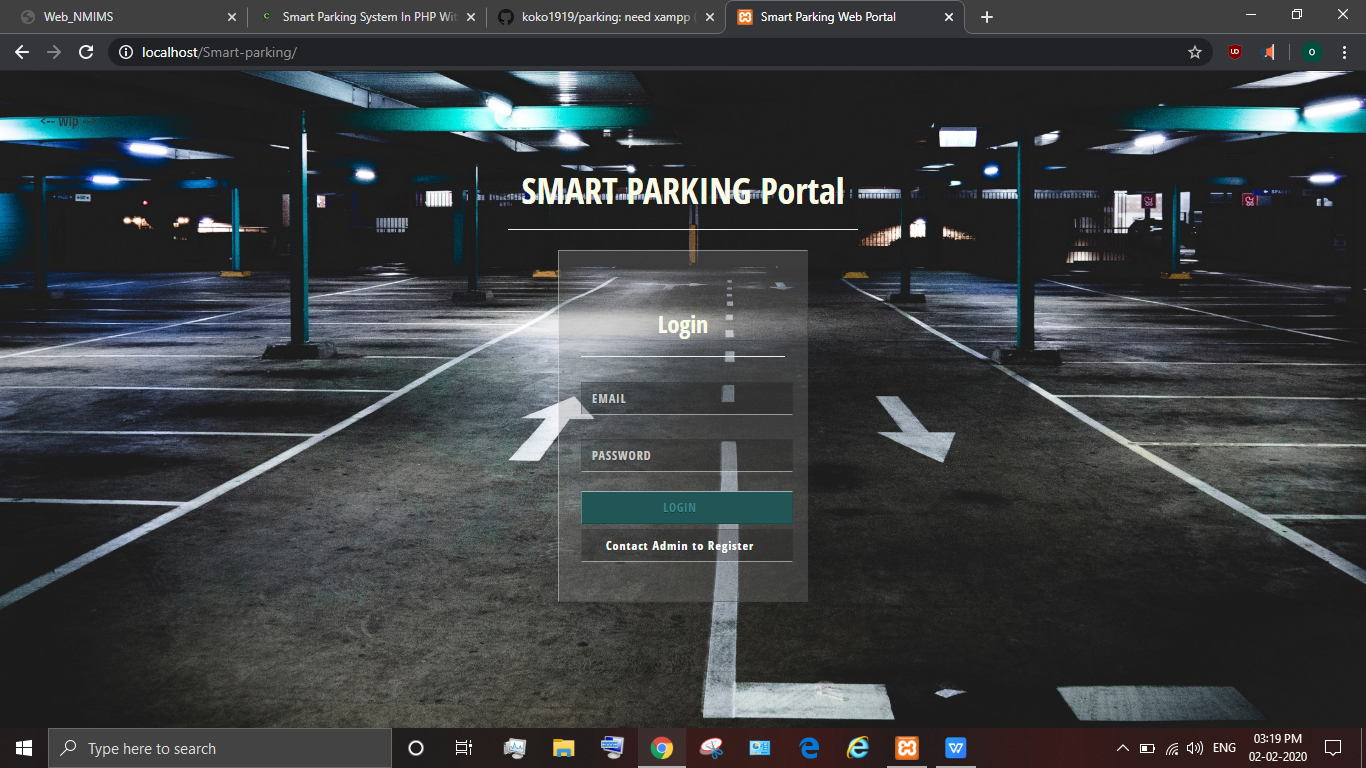 Web_NMIMS
Smart Parking System In PHP Wit
koko1919/parking: need xampp (
Smart Parking Web Portal
localhost/Smart-parking/
<-- wip -->
SMART PARKING Portal
Login
EMAIL
PASSWORD
LOGIN
Contact Admin to Register
Type here to search
ENG
03:19 PM
02-02-2020